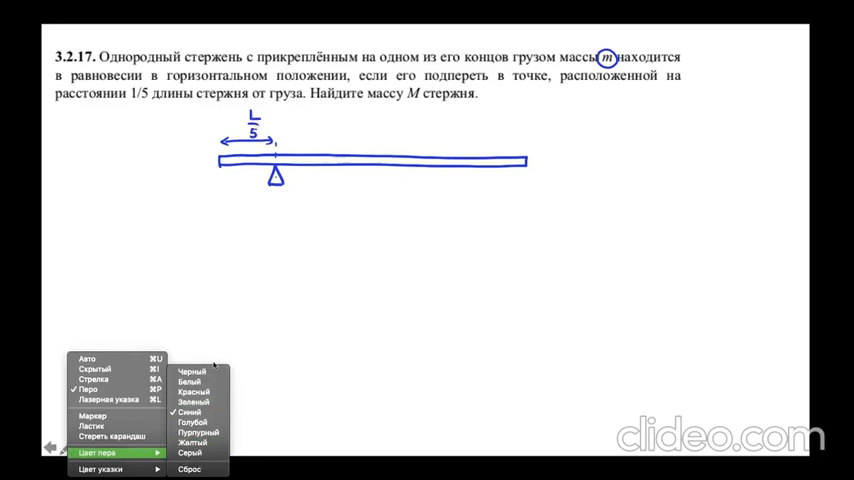 3.2.17. Однородный стержень с прикреплённым на одном из его концов грузом массы m находится
в равновесии в горизонтальном положении, если его подпереть в точке, расположенной на
расстоянии 1/5 длины стержня от груза. Найдите массу M стержня.
L
5
Авто ⌘U
Скрытый ⌘I
Стрелка ⌘A
✓ Перо ⌘P
Лазерная указка ⌘L
Маркер
Ластик
Стереть карандаш
Цвет пера
Цвет указки
Черный
Белый
Красный
Зеленый
✓ Синий
Голубой
Пурпурный
Желтый
Серый
Сброс
clideo.com